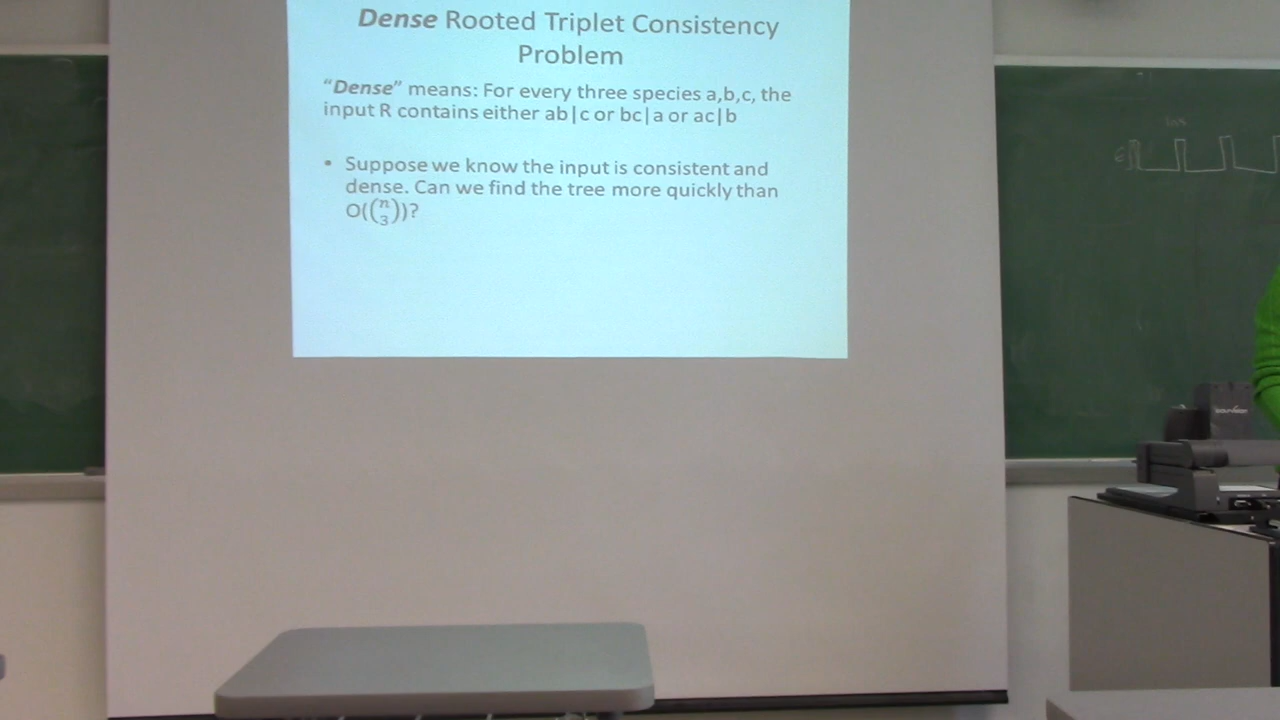 Dense Rooted Triplet Consistency
Problem
“Dense” means: For every three species a,b,c, the
input R contains either ab|c or bc|a or ac|b
• Suppose we know the input is consistent and
dense. Can we find the tree more quickly than
O((n 3))?